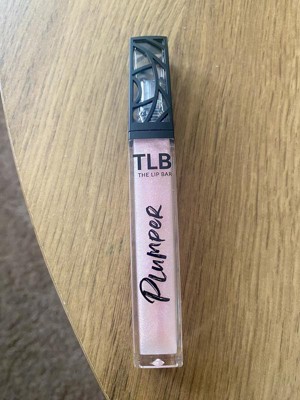 TLB
THE LIP BAR
Plumper